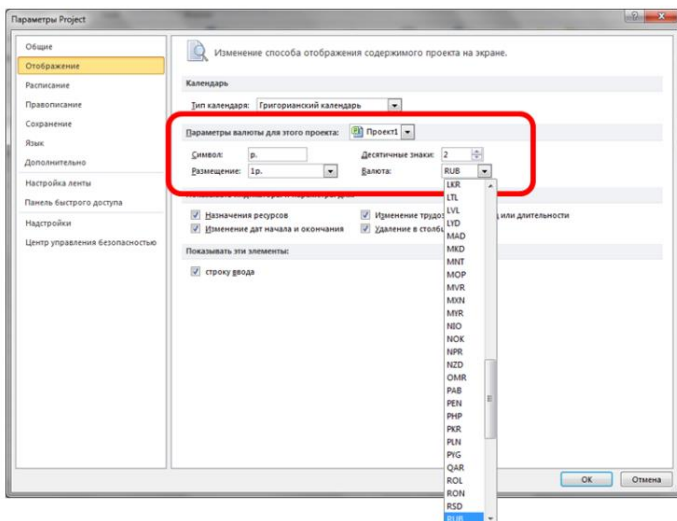 Параметры Project
Общие
Отображение
Расписание
Правописание
Сохранение
Язык
Дополнительно
Настройка ленты
Панель быстрого доступа
Надстройки
Центр управления безопасностью
Изменение способа отображения содержимого проекта на экране.
Календарь
Тип календаря: Григорианский календарь
Параметры валюты для этого проекта: Проект1
Символ: р. Десятичные знаки: 2
Размещение: 1р. Валюта: RUB
Назначения ресурсов Изменение трудоз или длительности
Изменение дат начала и окончания Удаление в столбц
Показывать эти элементы:
строку ввода
LKR
LTL
LVL
LYD
MAD
MKD
MNT
MOP
MVR
MXN
MYR
NIO
NOK
NPR
NZD
OMR
PAB
PEN
PHP
PKR
PLN
PYG
QAR
ROL
RON
RSD
RUB
OK Отмена